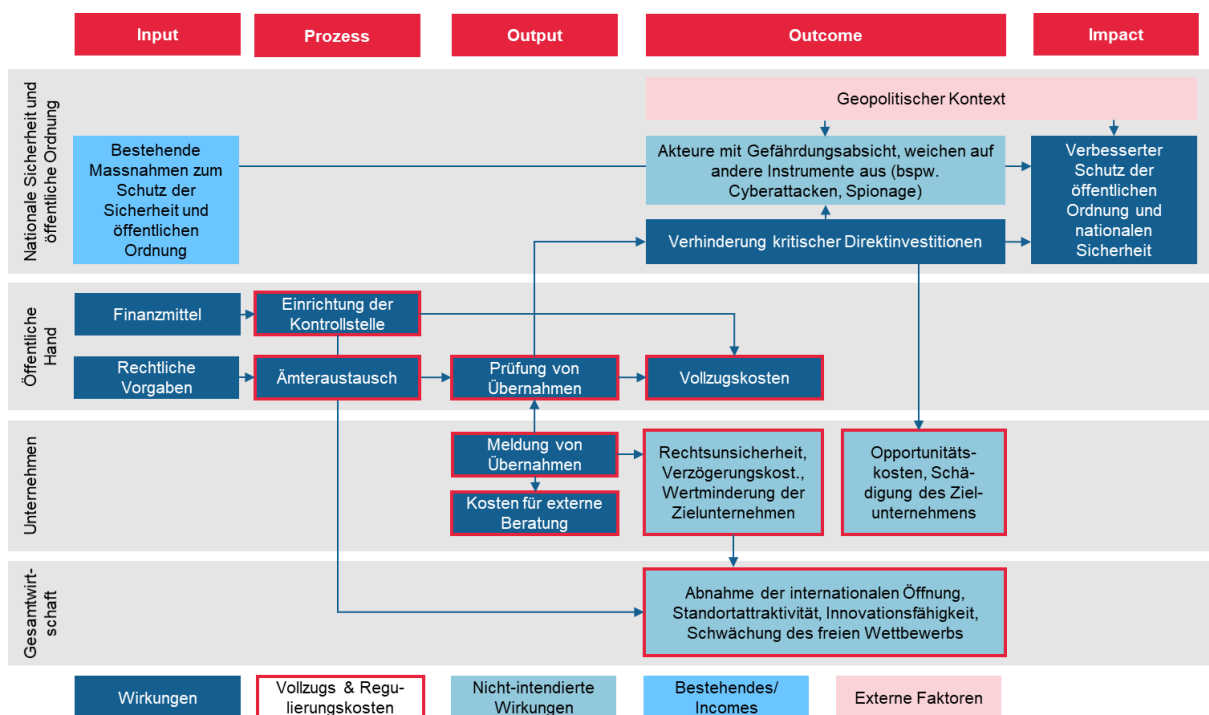 Input
Prozess
Output
Outcome
Impact
Nationale Sicherheit und
öffentliche Ordnung
Geopolitischer Kontext
Bestehende
Massnahmen zum
Schutz der
Sicherheit und
öffentlichen
Ordnung
Akteure mit Gefährdungsabsicht, weichen auf
andere Instrumente aus (bspw.
Cyberattacken, Spionage)
Verbesserter
Schutz der
öffentlichen
Ordnung und
nationalen
Sicherheit
Verhinderung kritischer Direktinvestitionen
Öffentliche
Hand
Finanzmittel
Einrichtung der
Kontrollstelle
Rechtliche
Vorgaben
Ämteraustausch
Prüfung von
Übernahmen
Vollzugskosten
Unternehmen
Meldung von
Übernahmen
Kosten für externe
Beratung
Rechtsunsicherheit,
Verzögerungskost.,
Wertminderung der
Zielunternehmen
Opportunitäts-
kosten, Schä-
digung des Ziel-
unternehmens
Gesamtwirt-
schaft
Abnahme der internationalen Öffnung,
Standortattraktivität, Innovationsfähigkeit,
Schwächung des freien Wettbewerbs
Wirkungen
Vollzugs & Regu-
lierungskosten
Nicht-intendierte
Wirkungen
Bestehendes/
Incomes
Externe Faktoren